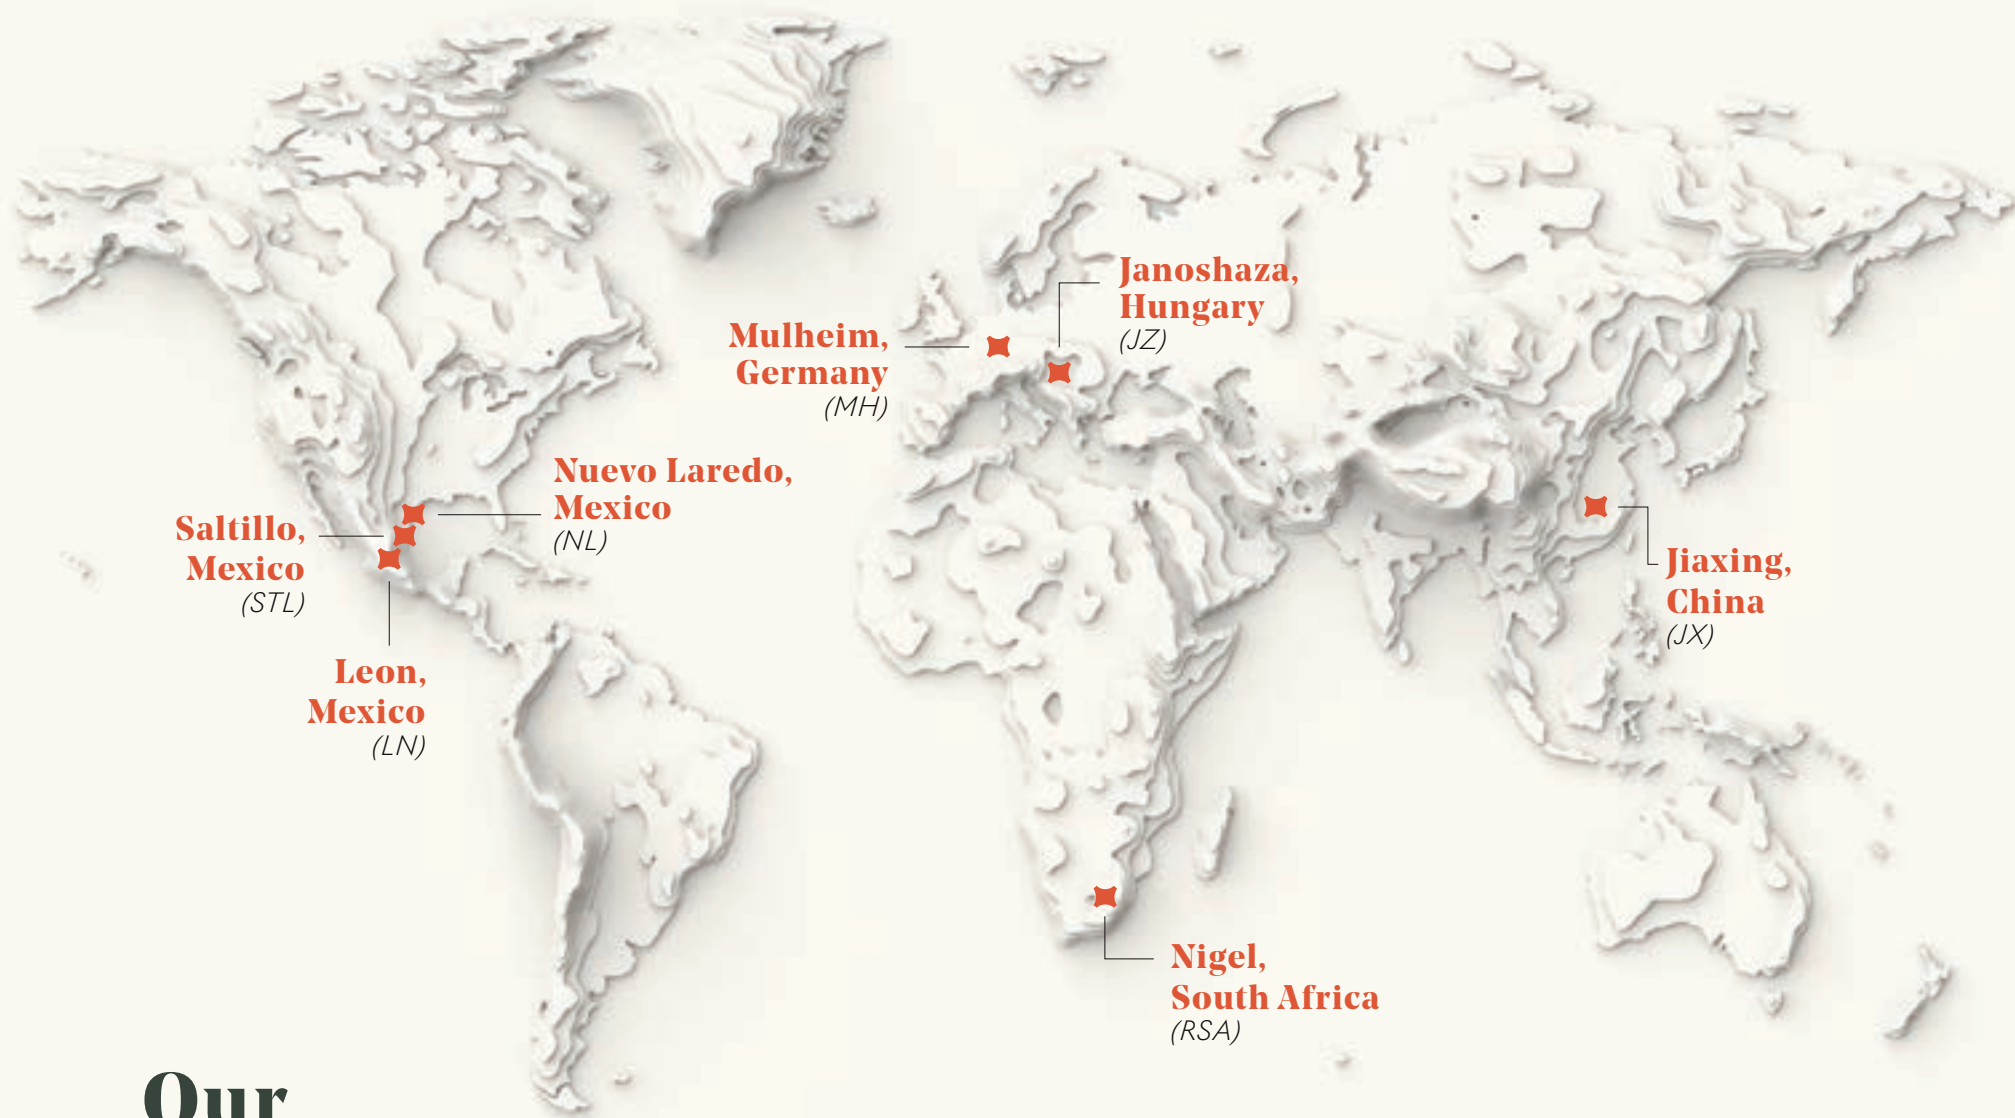 Janoshaza,
Hungary
(JZ)
Mulheim,
Germany
(MH)
Nuevo Laredo,
Mexico
(NL)
Saltillo,
Mexico
(STL)
Leon,
Mexico
(LN)
Jiaxing,
China
(JX)
Nigel,
South Africa
(RSA)
Our